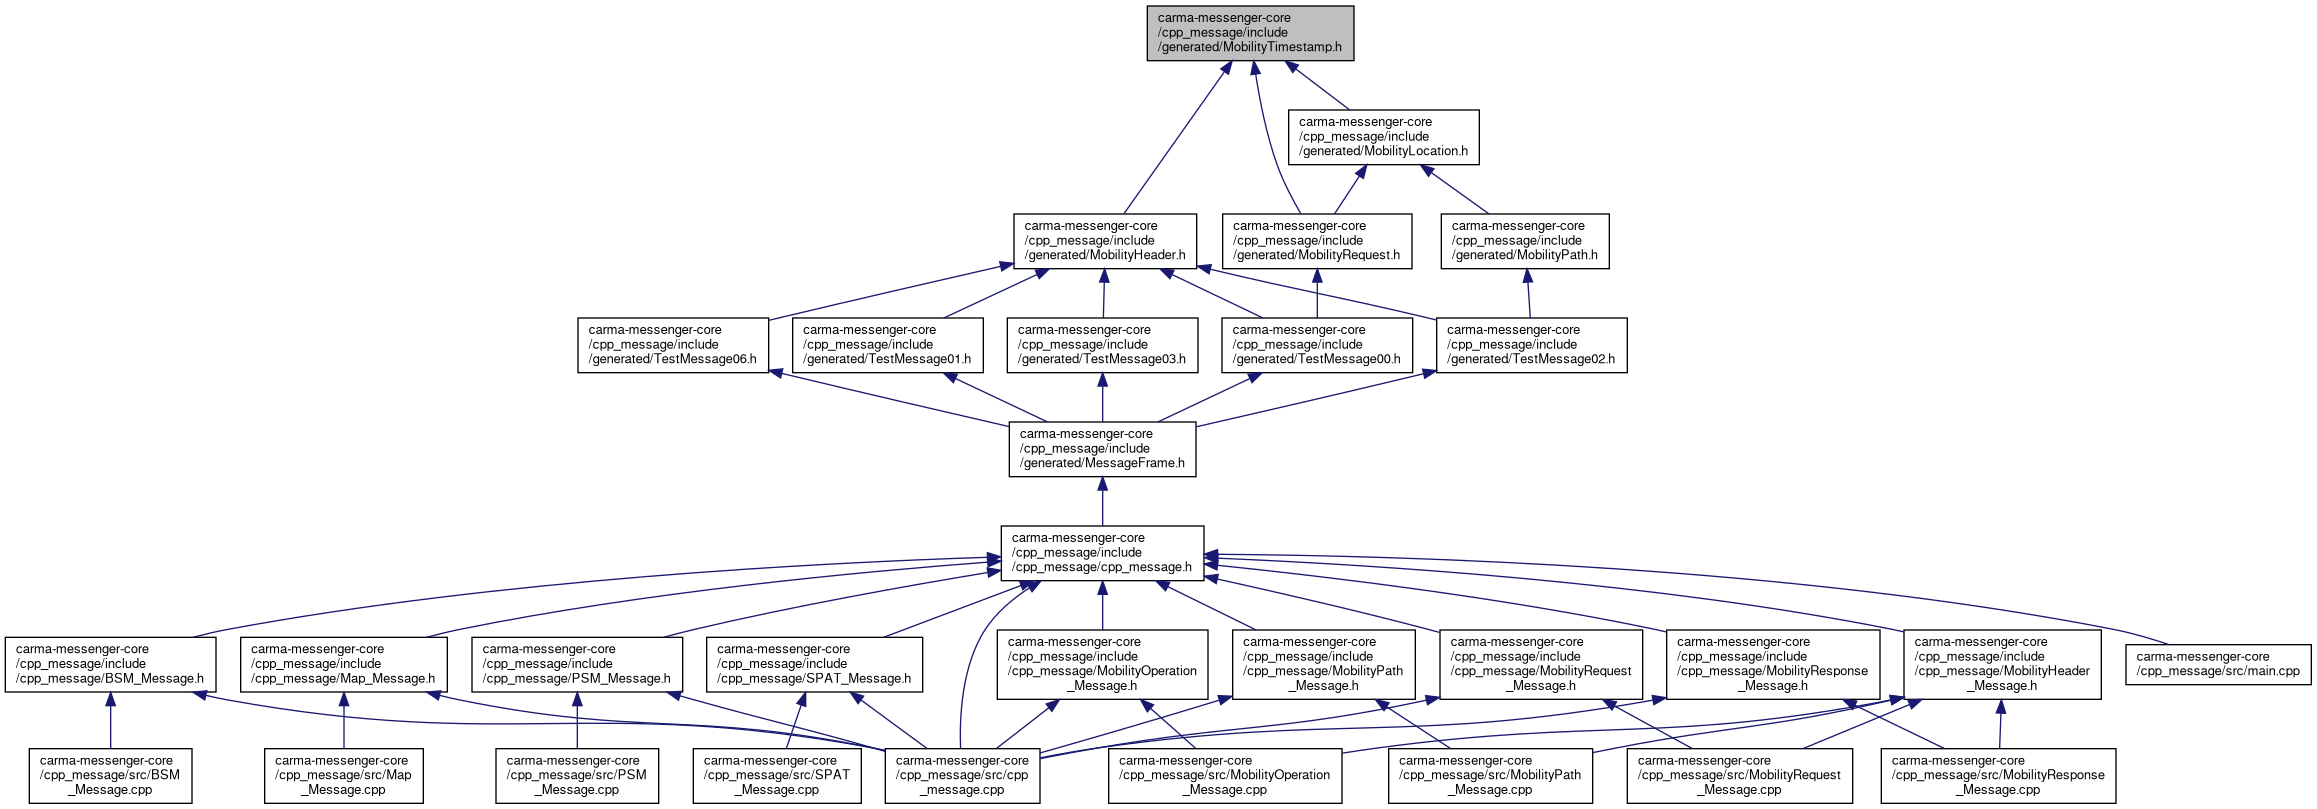 carma-messenger-core
/cpp_message/include
/generated/MobilityTimestamp.h
carma-messenger-core
/cpp_message/include
/generated/MobilityLocation.h
carma-messenger-core
/cpp_message/include
/generated/MobilityHeader.h
carma-messenger-core
/cpp_message/include
/generated/MobilityRequest.h
carma-messenger-core
/cpp_message/include
/generated/MobilityPath.h
carma-messenger-core
/cpp_message/include
/generated/TestMessage06.h
carma-messenger-core
/cpp_message/include
/generated/TestMessage01.h
carma-messenger-core
/cpp_message/include
/generated/TestMessage03.h
carma-messenger-core
/cpp_message/include
/generated/TestMessage00.h
carma-messenger-core
/cpp_message/include
/generated/TestMessage02.h
carma-messenger-core
/cpp_message/include
/generated/MessageFrame.h
carma-messenger-core
/cpp_message/include
/cpp_message/cpp_message.h
carma-messenger-core
/cpp_message/include
/cpp_message/BSM_Message.h
carma-messenger-core
/cpp_message/include
/cpp_message/Map_Message.h
carma-messenger-core
/cpp_message/include
/cpp_message/PSM_Message.h
carma-messenger-core
/cpp_message/include
/cpp_message/SPAT_Message.h
carma-messenger-core
/cpp_message/include
/cpp_message/MobilityOperation
_Message.h
carma-messenger-core
/cpp_message/include
/cpp_message/MobilityPath
_Message.h
carma-messenger-core
/cpp_message/include
/cpp_message/MobilityRequest
_Message.h
carma-messenger-core
/cpp_message/include
/cpp_message/MobilityResponse
_Message.h
carma-messenger-core
/cpp_message/include
/cpp_message/MobilityHeader
_Message.h
carma-messenger-core
/cpp_message/src/main.cpp
carma-messenger-core
/cpp_message/src/BSM
_Message.cpp
carma-messenger-core
/cpp_message/src/Map
_Message.cpp
carma-messenger-core
/cpp_message/src/PSM
_Message.cpp
carma-messenger-core
/cpp_message/src/SPAT
_Message.cpp
carma-messenger-core
/cpp_message/src/cpp
_message.cpp
carma-messenger-core
/cpp_message/src/MobilityOperation
_Message.cpp
carma-messenger-core
/cpp_message/src/MobilityPath
_Message.cpp
carma-messenger-core
/cpp_message/src/MobilityRequest
_Message.cpp
carma-messenger-core
/cpp_message/src/MobilityResponse
_Message.cpp